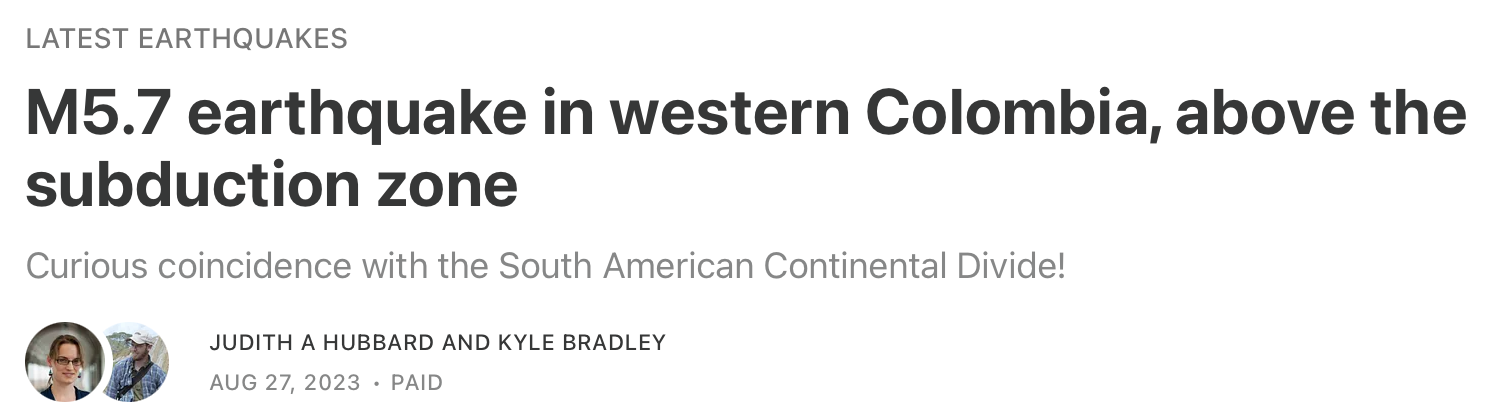 LATEST EARTHQUAKES
M5.7 earthquake in western Colombia, above the
subduction zone
Curious coincidence with the South American Continental Divide!
JUDITH A HUBBARD AND KYLE BRADLEY
AUG 27, 2023 • PAID